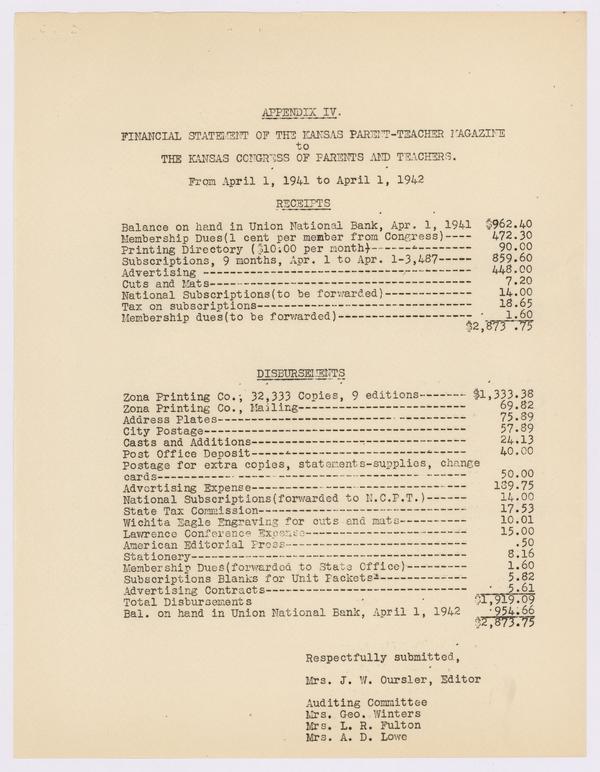 APPENDIX IV.
FINANCIAL STATEMENT OF THE KANSAS PARENT-TEACHER MAGAZINE
to
THE KANSAS CONGRESS OF PARENTS AND TEACHERS.
From April 1, 1941 to April 1, 1942
RECEIPTS
Balance on hand in Union National Bank, Apr. 1, 1941 $962.40
Membership Dues(1 cent per member from Congress)---- 472.30
Printing Directory ($10.00 per month)--------------- 90.00
Subscriptions, 9 months, Apr. 1 to Apr. 1-3,487----- 859.60
Advertising ---------------------------------------- 448.00
Cuts and Mats--------------------------------------- 7.20
National Subscriptions(to be forwarded)------------- 14.00
Tax on subscriptions-------------------------------- 18.65
Membership dues(to be forwarded)-------------------- 1.60
$2,873.75
DISBURSEMENTS
Zona Printing Co., 32,333 Copies, 9 editions------- $1,333.38
Zona Printing Co., Mailing------------------------- 69.82
Address Plates------------------------------------- 75.89
City Postage--------------------------------------- 57.89
Casts and Additions-------------------------------- 24.13
Post Office Deposit-------------------------------- 40.00
Postage for extra copies, statements-supplies, change
cards---------------------------------------------- 50.00
Advertising Expense-------------------------------- 189.75
National Subscriptions(forwarded to N.C.P.T.)------ 14.00
State Tax Commission------------------------------- 17.53
Wichita Eagle Engraving for cuts and mats---------- 10.01
Lawrence Conference Expense------------------------ 15.00
American Editorial Press--------------------------- .50
Stationery----------------------------------------- 8.16
Membership Dues(forwarded to State Office)--------- 1.60
Subscriptions Blanks for Unit Packets-------------- 5.82
Advertising Contracts------------------------------ 5.61
Total Disbursements $1,919.09
Bal. on hand in Union National Bank, April 1, 1942 954.66
$2,873.75
Respectfully submitted,
Mrs. J. W. Oursler, Editor
Auditing Committee
Mrs. Geo. Winters
Mrs. L. R. Fulton
Mrs. A. D. Lowe